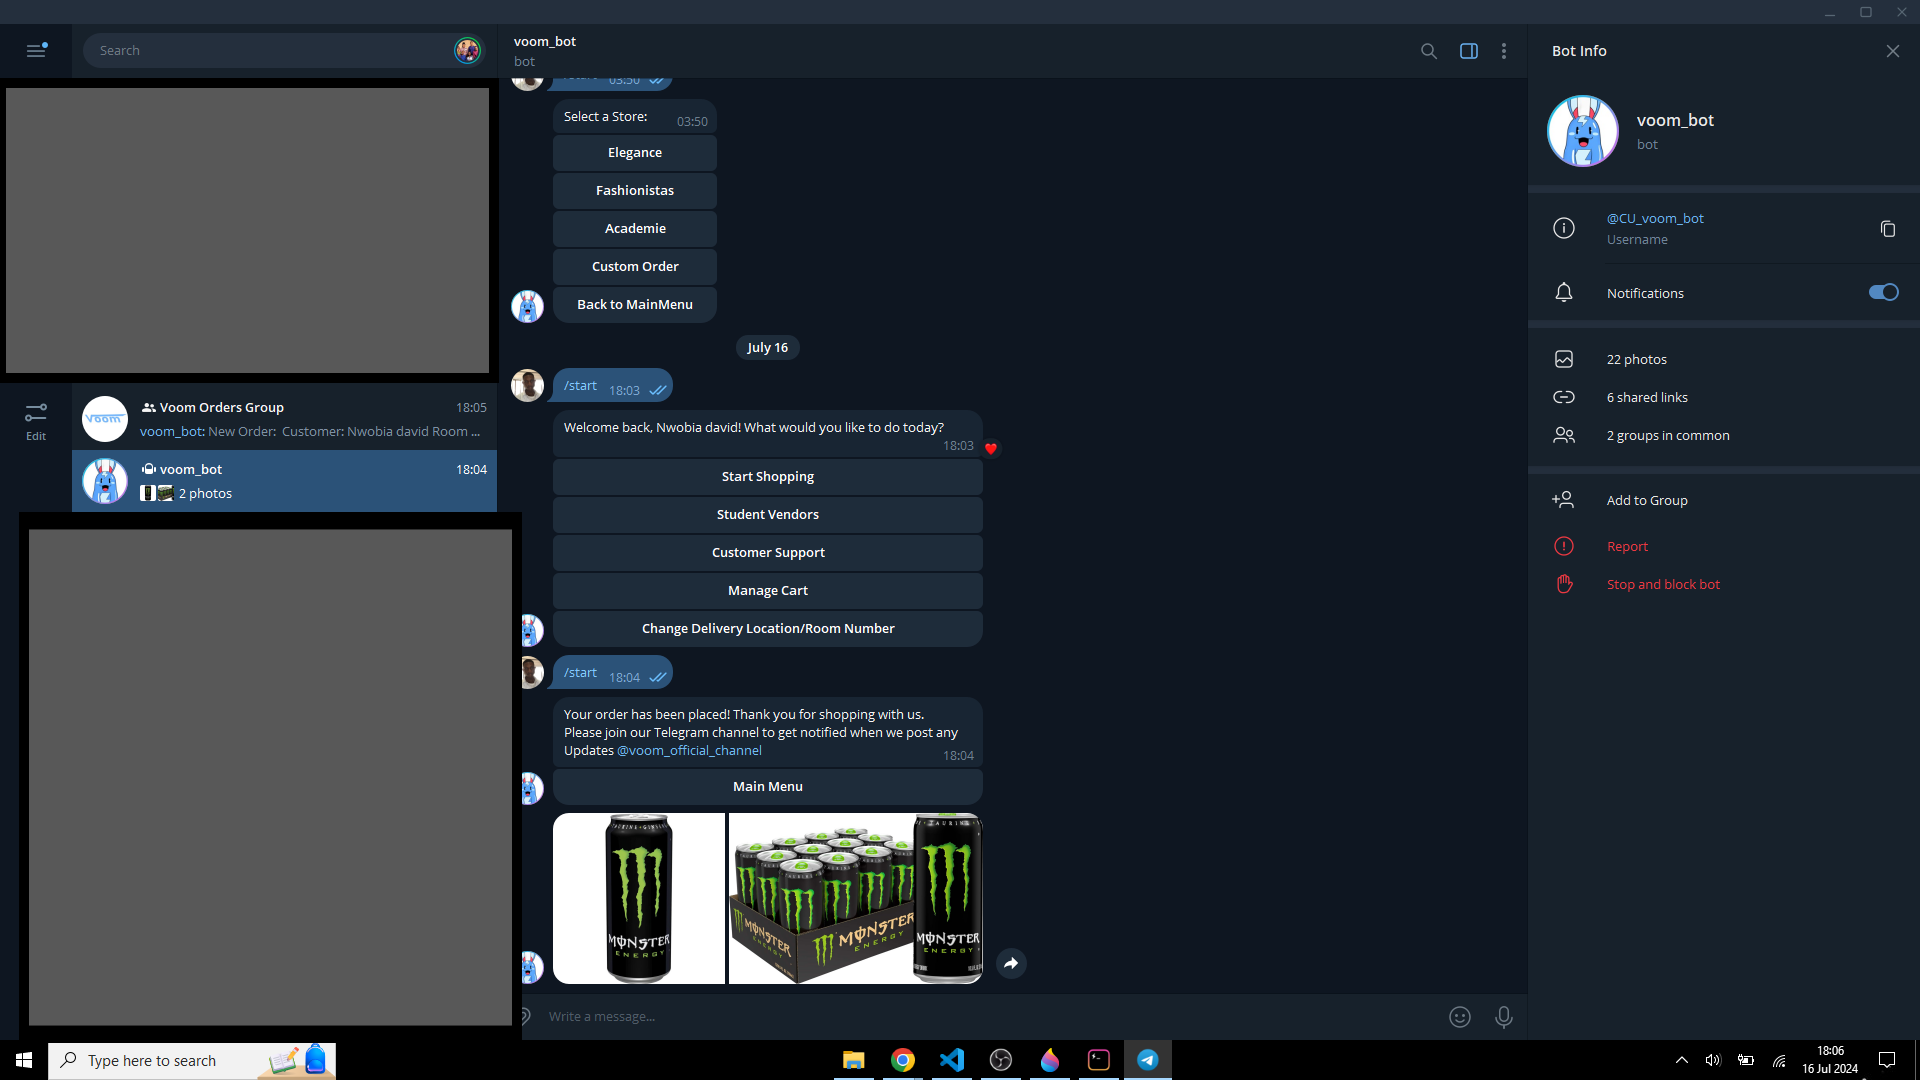 Search
voom_bot
bot
Bot Info
/start 03:50
Select a Store: 03:50
Elegance
Fashionistas
Academie
Custom Order
Back to MainMenu
July 16
/start 18:03
Welcome back, Nwobia david! What would you like to do today?
18:03
Start Shopping
Student Vendors
Customer Support
Manage Cart
Change Delivery Location/Room Number
/start 18:04
Your order has been placed! Thank you for shopping with us.
Please join our Telegram channel to get notified when we post any
Updates @voom_official_channel 18:04
Main Menu
TAURINE+GINSENG
MONSTER
ENERGY
MONSTER
ENERGY
MONSTER
ENERGY
TAURINE
MONSTER
ENERGY
Write a message...
Edit
voom
Voom Orders Group 18:05
voom_bot: New Order: Customer: Nwobia david Room ...
voom_bot 18:04
2 photos
voom_bot
bot
@CU_voom_bot
Username
Notifications
22 photos
6 shared links
2 groups in common
Add to Group
Report
Stop and block bot
Type here to search
18:06
16 Jul 2024